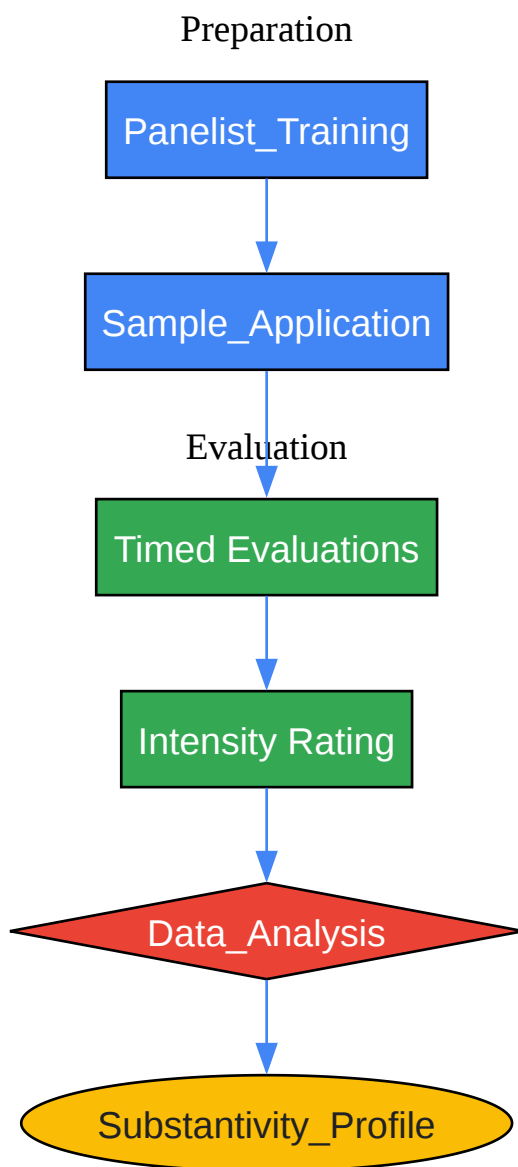 Preparation
Panelist_Training
Sample_Application
Evaluation
Timed Evaluations
Intensity Rating
Data_Analysis
Substantivity_Profile